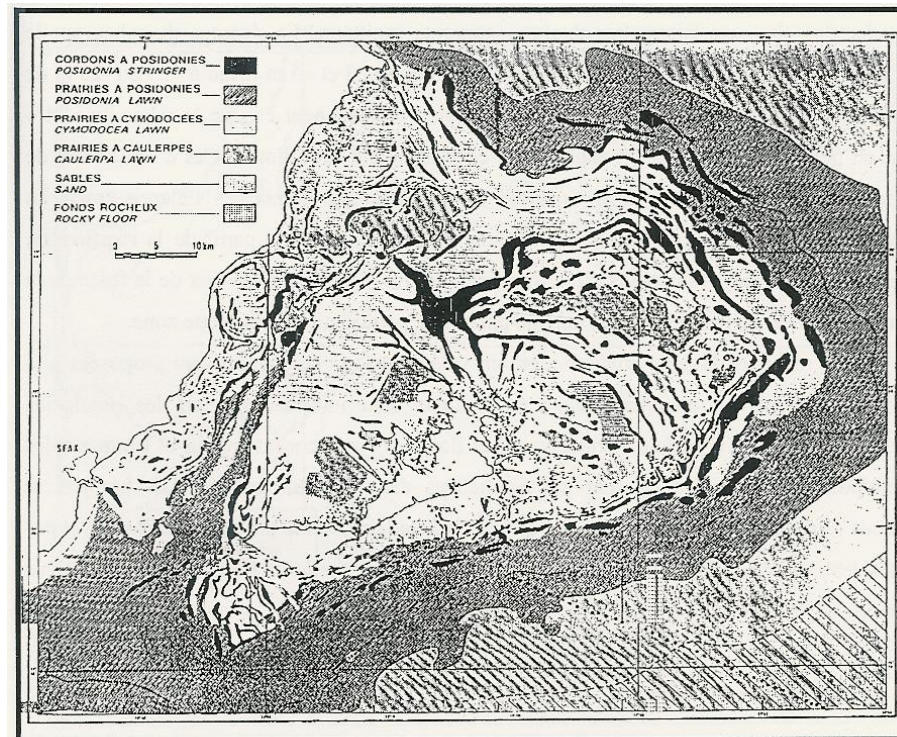 CORDONS A POSIDONIES
POSIDONIA STRINGER
PRAIRIES A POSIDONIES
POSIDONIA LAWN
PRAIRIES A CYMODOCÉES
CYMODOCEA LAWN
PRAIRIES A CAULERPES
CAULERPA LAWN
SABLES
SAND
FONDS ROCHEUX
ROCKY FLOOR
0 5 10 km
SFAX